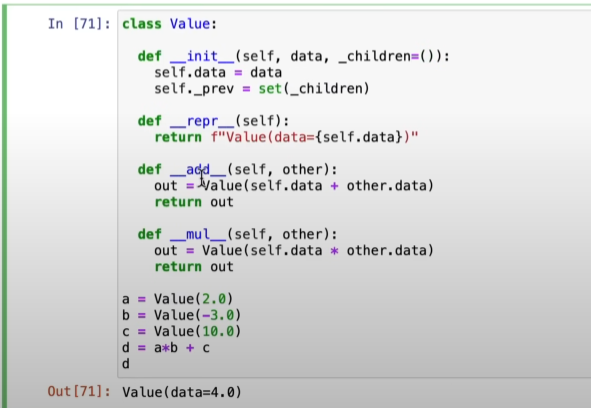 In [71]: class Value:
def __init__(self, data, _children=()):
self.data = data
self._prev = set(_children)
def __repr__(self):
return f"Value(data={self.data})"
def __add__(self, other):
out = Value(self.data + other.data)
return out
def __mul__(self, other):
out = Value(self.data * other.data)
return out
a = Value(2.0)
b = Value(-3.0)
c = Value(10.0)
d = a*b + c
d
Out[71]: Value(data=4.0)